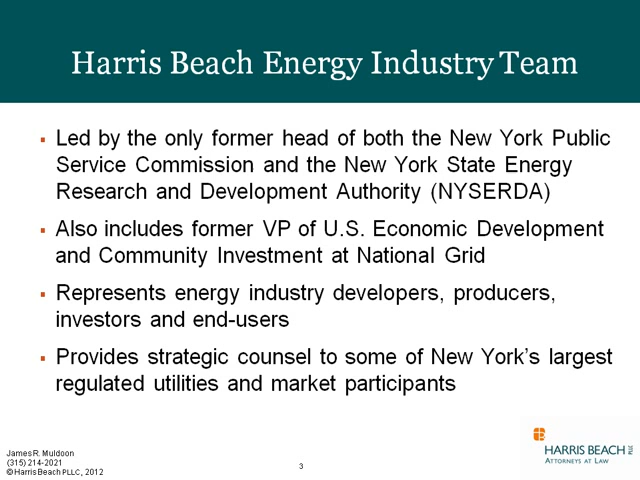 Harris Beach Energy Industry Team
▪ Led by the only former head of both the New York Public
Service Commission and the New York State Energy
Research and Development Authority (NYSERDA)
▪ Also includes former VP of U.S. Economic Development
and Community Investment at National Grid
▪ Represents energy industry developers, producers,
investors and end-users
▪ Provides strategic counsel to some of New York’s largest
regulated utilities and market participants
James R. Muldoon
(315) 214-2021
© Harris Beach PLLC, 2012
3
HARRIS BEACH PLLC
ATTORNEYS AT LAW